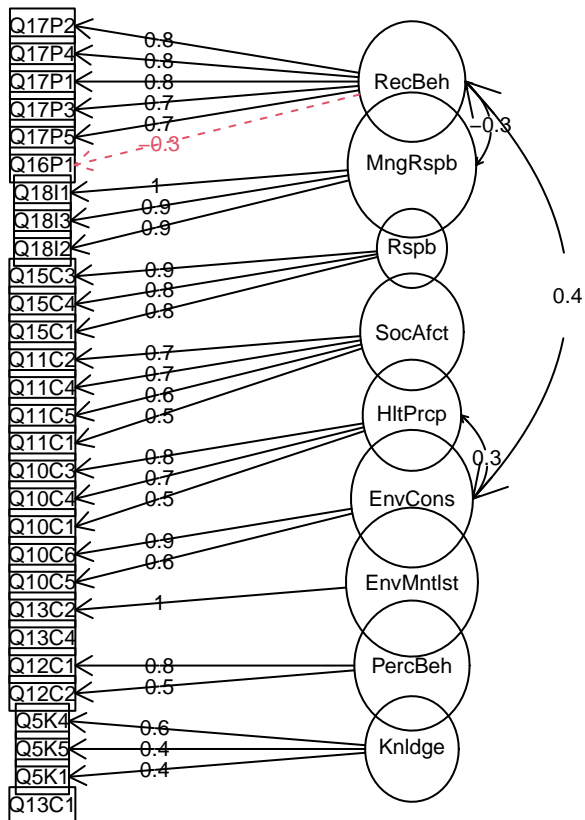 Q17P2
Q17P4
Q17P1
Q17P3
Q17P5
Q16P1
Q18I1
Q18I3
Q18I2
Q15C3
Q15C4
Q15C1
Q11C2
Q11C4
Q11C5
Q11C1
Q10C3
Q10C4
Q10C1
Q10C6
Q10C5
Q13C2
Q13C4
Q12C1
Q12C2
Q5K4
Q5K5
Q5K1
Q13C1
0.8
0.8
0.8
0.7
0.7
−0.3
1
0.9
0.9
0.9
0.8
0.8
0.7
0.7
0.6
0.5
0.8
0.7
0.5
0.9
0.6
1
0.8
0.5
0.6
0.4
0.4
RecBeh
MngRspb
Rspb
SocAfct
HltPrcp
EnvCons
EnvMntlst
PercBeh
Knldge
−0.3
0.4
0.3